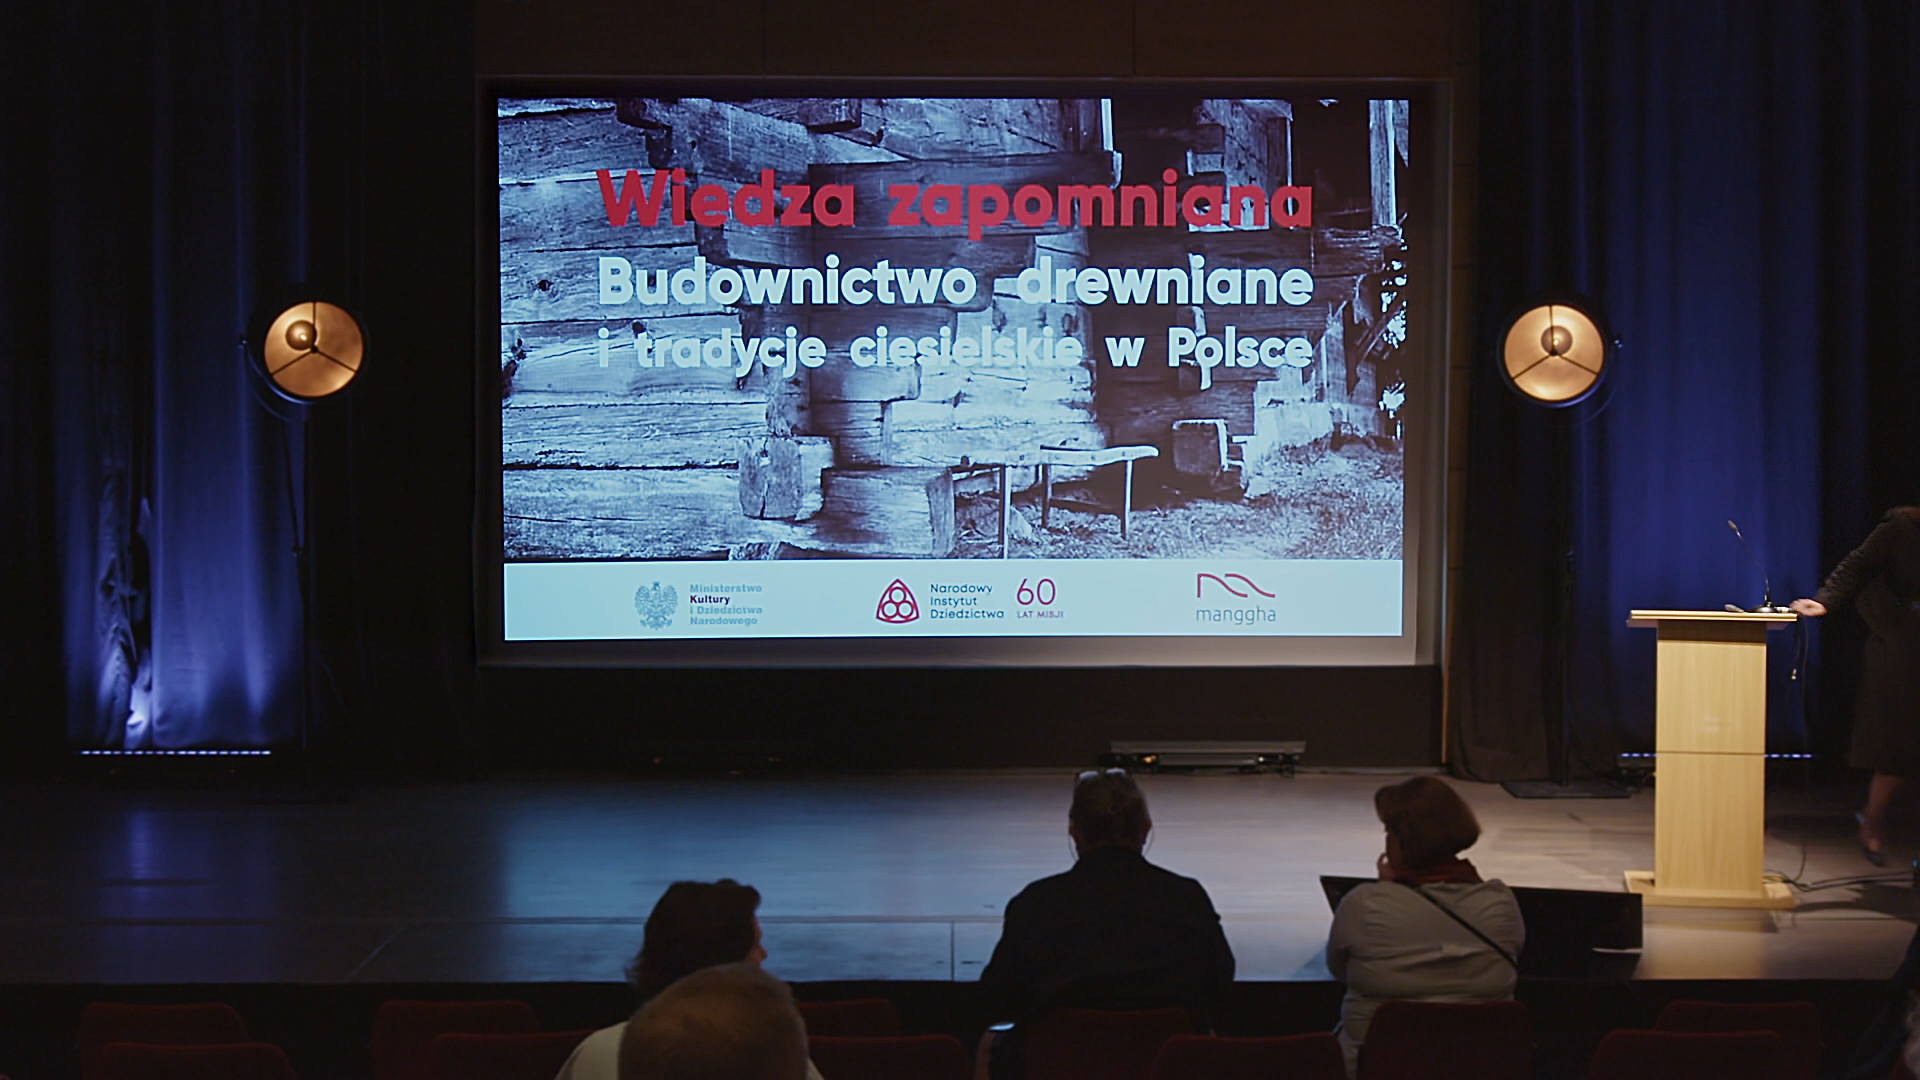 Wiedza zapomniana
Budownictwo drewniane
i tradycje ciesielskie w Polsce
Ministerstwo
Kultury
i Dziedzictwa
Narodowego
Narodowy
Instytut
Dziedzictwa
60
LAT MISJI
manggha